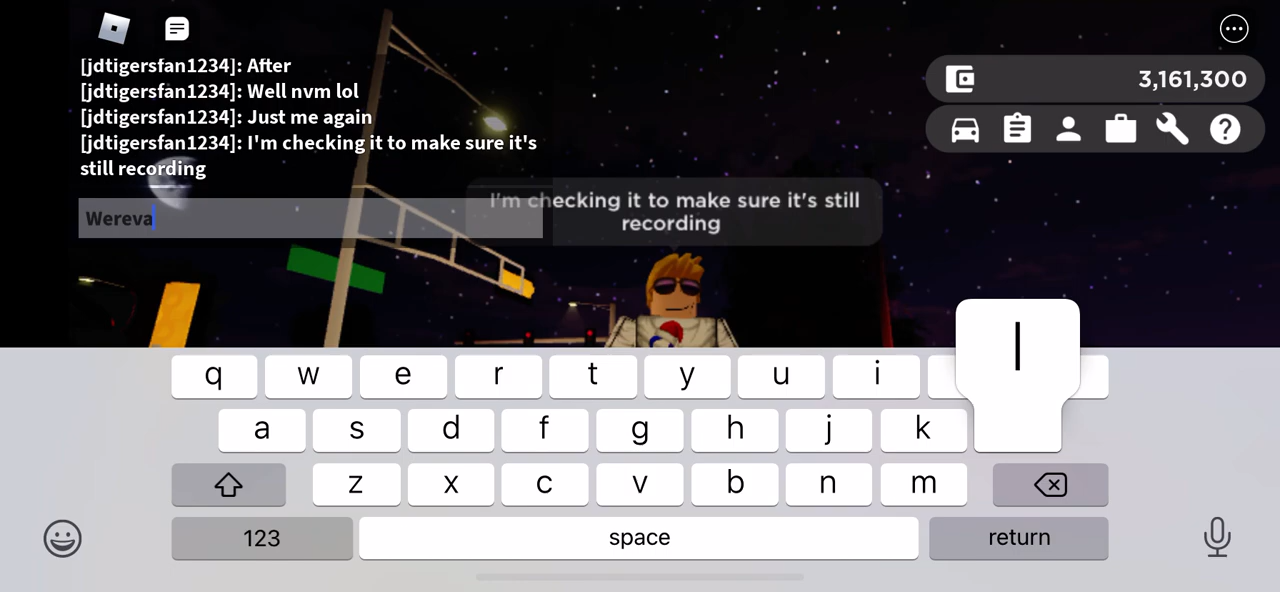 [jdtigersfan1234]: After
[jdtigersfan1234]: Well nvm lol
[jdtigersfan1234]: Just me again
[jdtigersfan1234]: I'm checking it to make sure it's
still recording
Wereva
I'm checking it to make sure it's still
recording
3,161,300
q w e r t y u i
a s d f g h j k l
z x c v b n m
123 space return